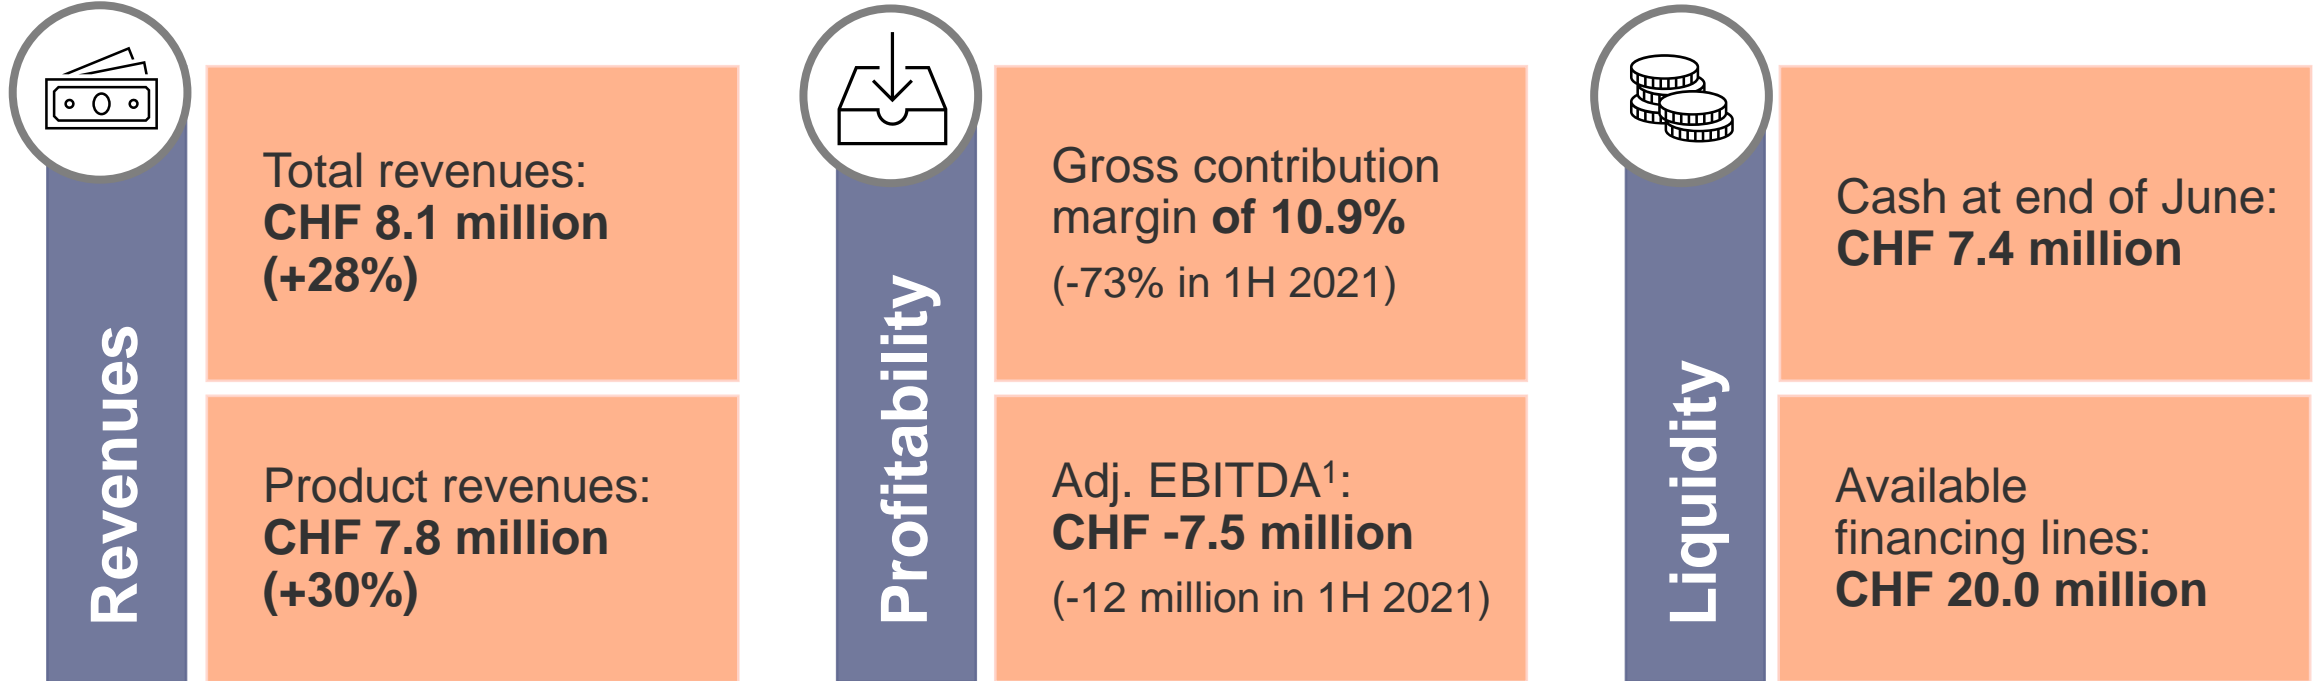 Revenues
Total revenues:
CHF 8.1 million
(+28%)
Product revenues:
CHF 7.8 million
(+30%)
Profitability
Gross contribution
margin of 10.9%
(-73% in 1H 2021)
Adj. EBITDA¹:
CHF -7.5 million
(-12 million in 1H 2021)
Liquidity
Cash at end of June:
CHF 7.4 million
Available
financing lines:
CHF 20.0 million